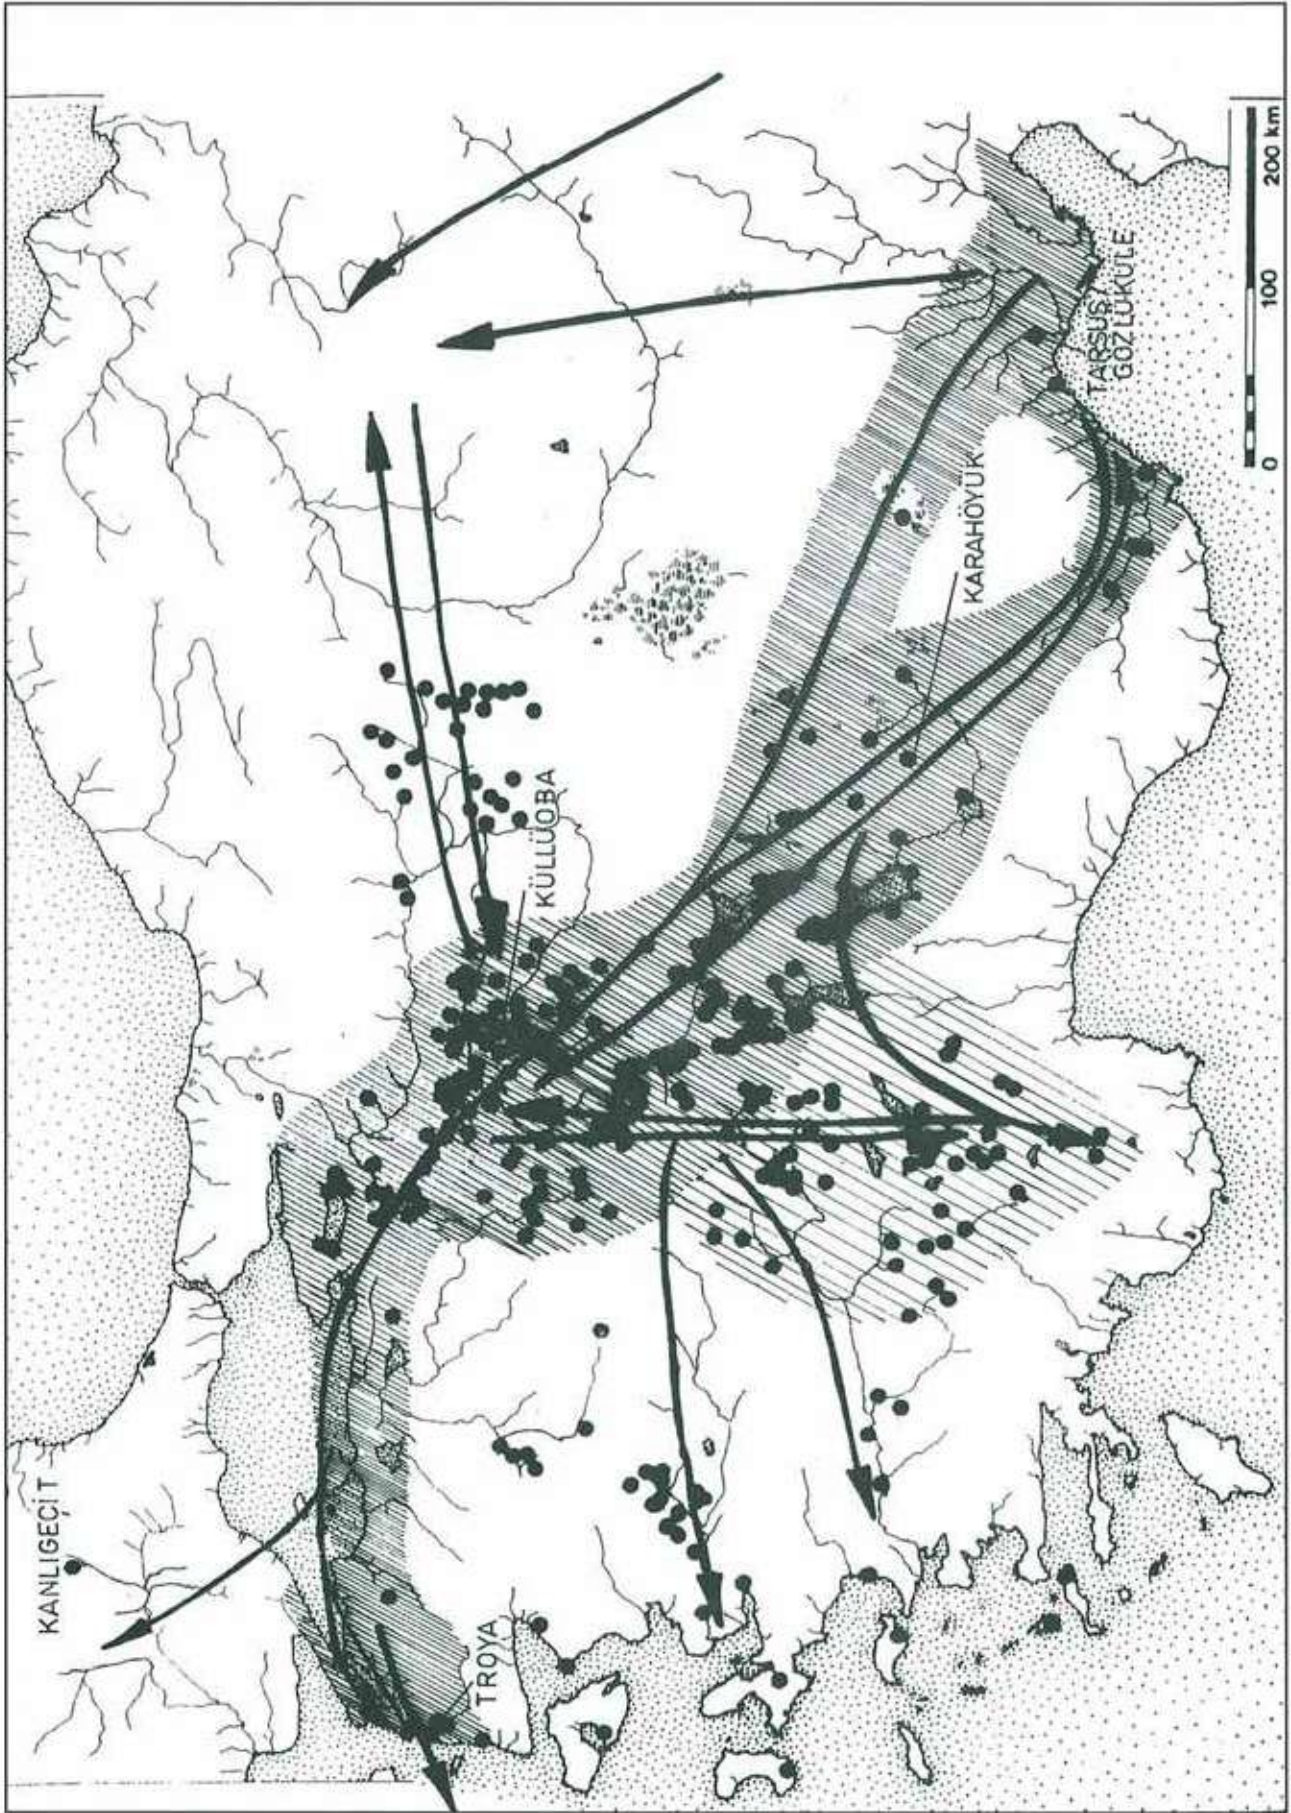 KANLIGEÇİT
TROYA
KÜLLÜOBA
KARAHÖYÜK
TARSUS
GÖZLÜKULE
0 100 200 km